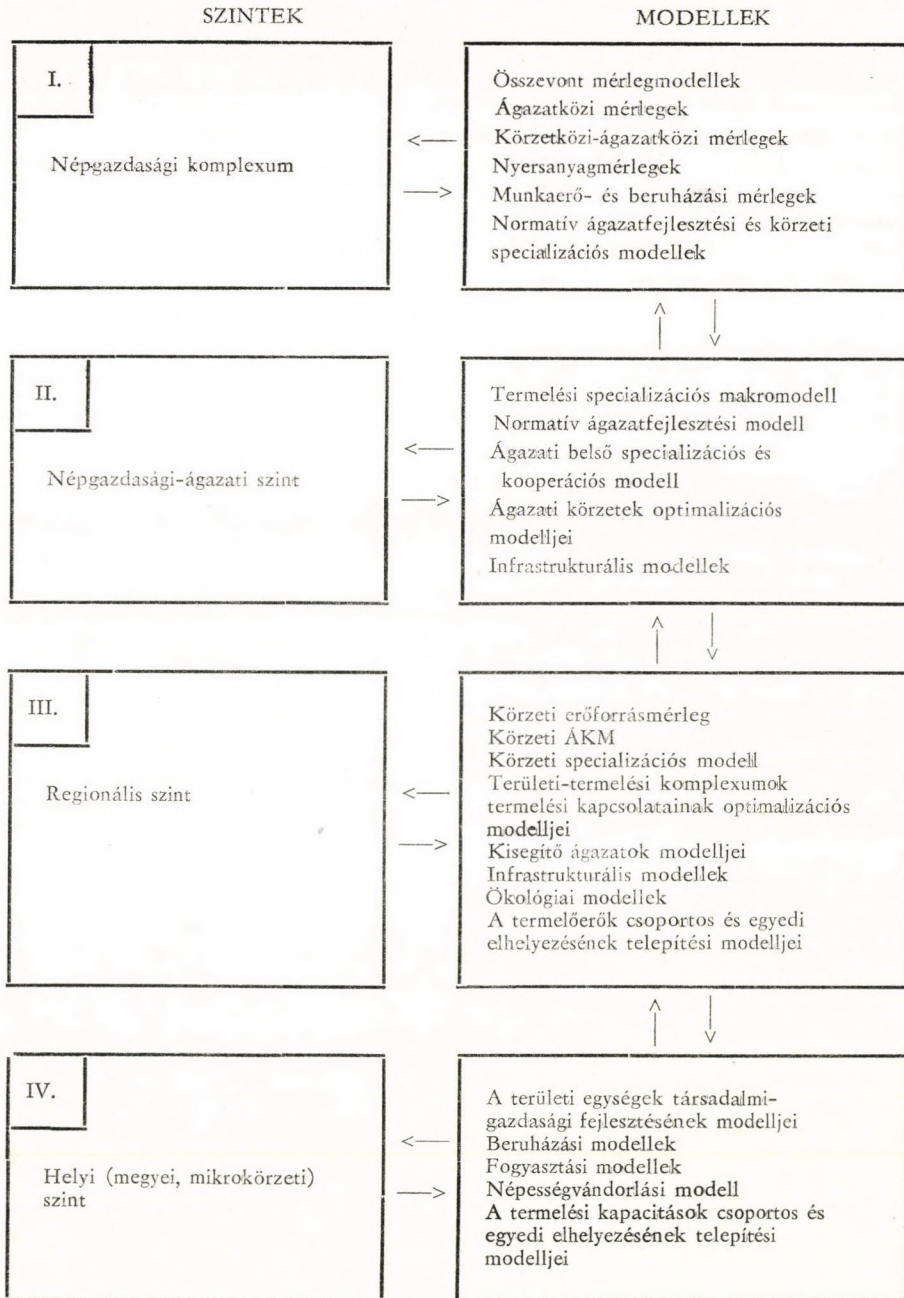 SZINTEK
MODELLEK
I.
Népgazdasági komplexum
Összevont mérlegmodellek
Ágazatközi mérlegek
Körzetközi-ágazatközi mérlegek
Nyersanyagmérlegek
Munkaerő- és beruházási mérlegek
Normatív ágazatfejlesztési és körzeti
specializációs modellek
II.
Népgazdasági-ágazati szint
Termelési specializációs makromodell
Normatív ágazatfejlesztési modell
Ágazati belső specializációs és
kooperációs modell
Ágazati körzetek optimalizációs
modelljei
Infrastrukturális modellek
III.
Regionális szint
Körzeti erőforrásmérleg
Körzeti ÁKM
Körzeti specializációs modell
Területi-termelési komplexumok
termelési kapcsolatainak optimalizációs
modelljei
Kisegítő ágazatok modelljei
Infrastrukturális modellek
Ökológiai modellek
A termelőerők csoportos és egyedi
elhelyezésének telepítési modelljei
IV.
Helyi (megyei, mikrokörzeti)
szint
A területi egységek társadalmi-
gazdasági fejlesztésének modelljei
Beruházási modellek
Fogyasztási modellek
Népességvándorlási modell
A termelési kapacitások csoportos és
egyedi elhelyezésének telepítési
modelljei